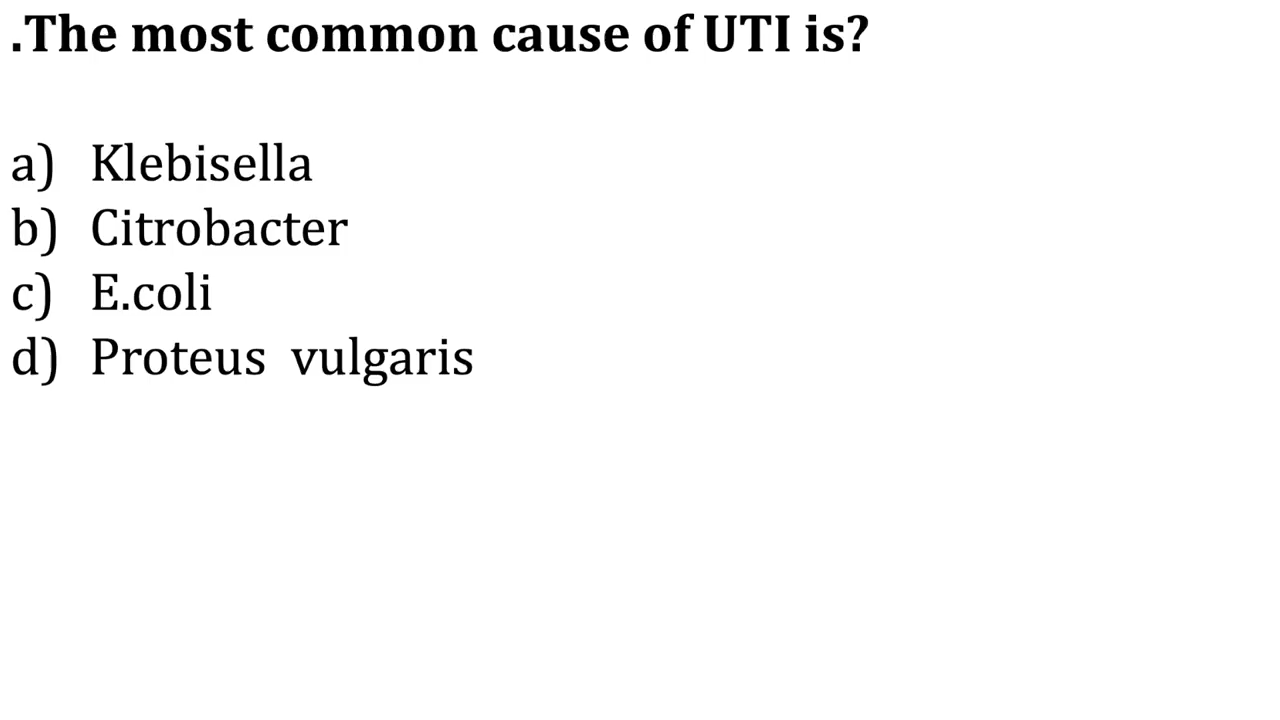 .The most common cause of UTI is?
a) Klebisella
b) Citrobacter
c) E.coli
d) Proteus vulgaris